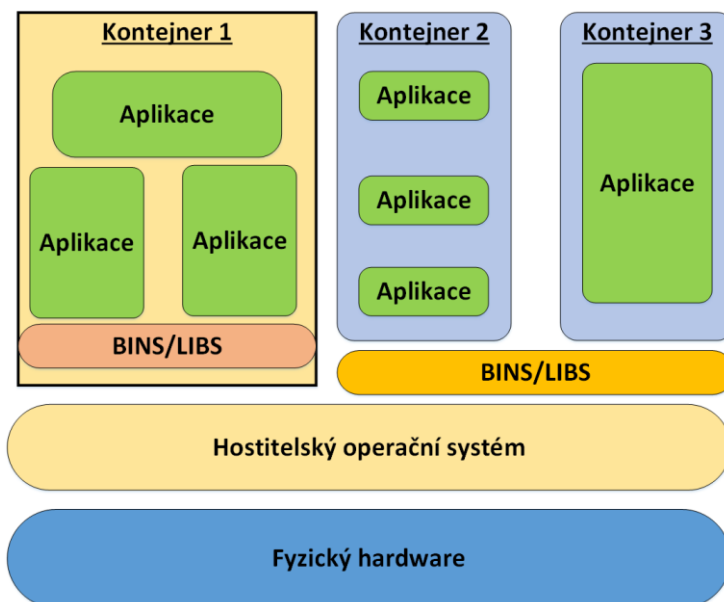 Kontejner 1
Aplikace
Aplikace
Aplikace
BINS/LIBS
Kontejner 2
Aplikace
Aplikace
Aplikace
Kontejner 3
Aplikace
BINS/LIBS
Hostitelský operační systém
Fyzický hardware